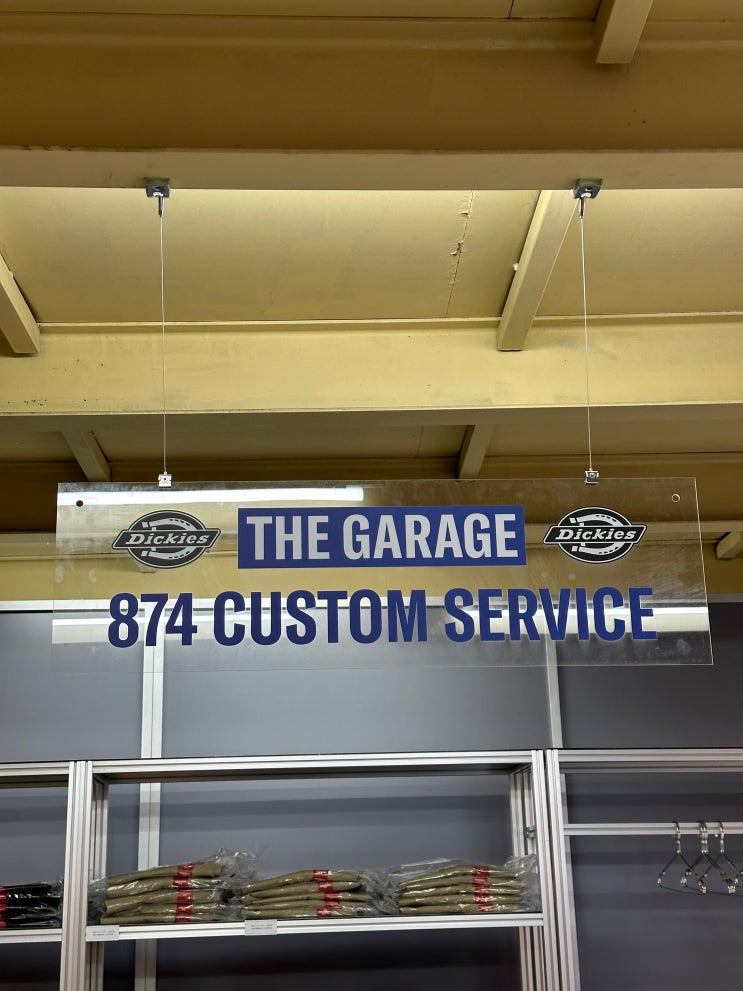 Dickies THE GARAGE Dickies
874 CUSTOM SERVICE